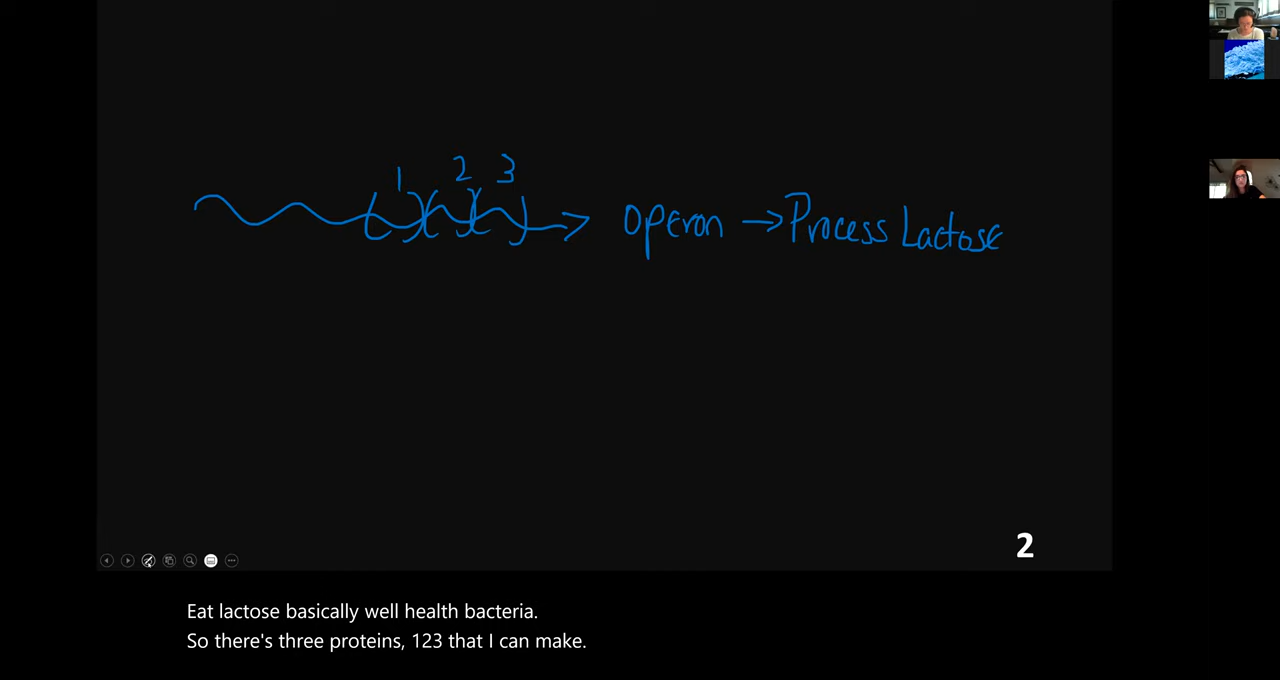 1 2 3
operon → Process Lactose
2
Eat lactose basically well health bacteria.
So there's three proteins, 123 that I can make.